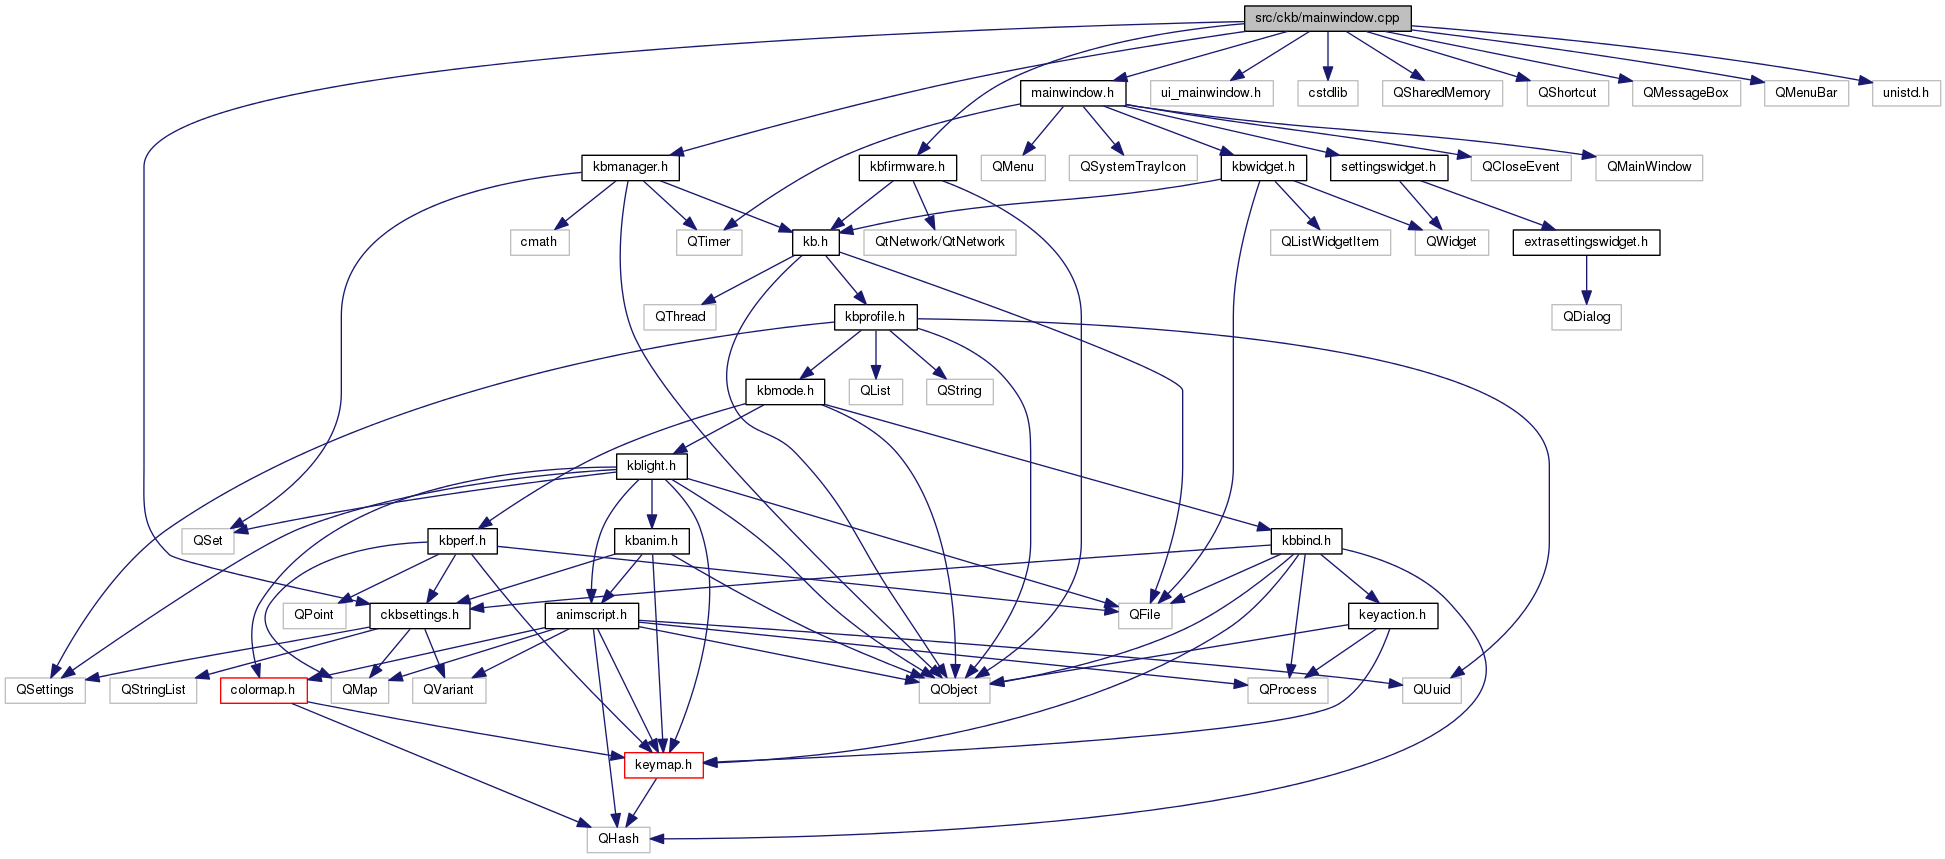 src/ckb/mainwindow.cpp
mainwindow.h
ui_mainwindow.h
cstdlib
QSharedMemory
QShortcut
QMessageBox
QMenuBar
unistd.h
kbmanager.h
kbfirmware.h
QMenu
QSystemTrayIcon
kbwidget.h
settingswidget.h
QCloseEvent
QMainWindow
cmath
QTimer
kb.h
QtNetwork/QtNetwork
QListWidgetItem
QWidget
extrasettingswidget.h
QThread
kbprofile.h
QDialog
kbmode.h
QList
QString
kblight.h
QSet
kbperf.h
kbanim.h
kbbind.h
QPoint
ckbsettings.h
animscript.h
QFile
keyaction.h
QSettings
QStringList
colormap.h
QMap
QVariant
QObject
QProcess
QUuid
keymap.h
QHash